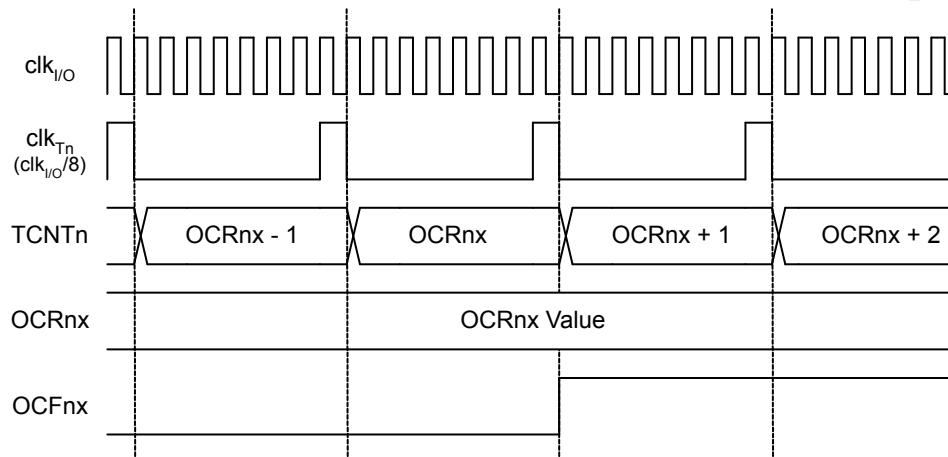 clkI/O
clkTn
(clkI/O/8)
TCNTn OCRnx - 1 OCRnx OCRnx + 1 OCRnx + 2
OCRnx OCRnx Value
OCFnx